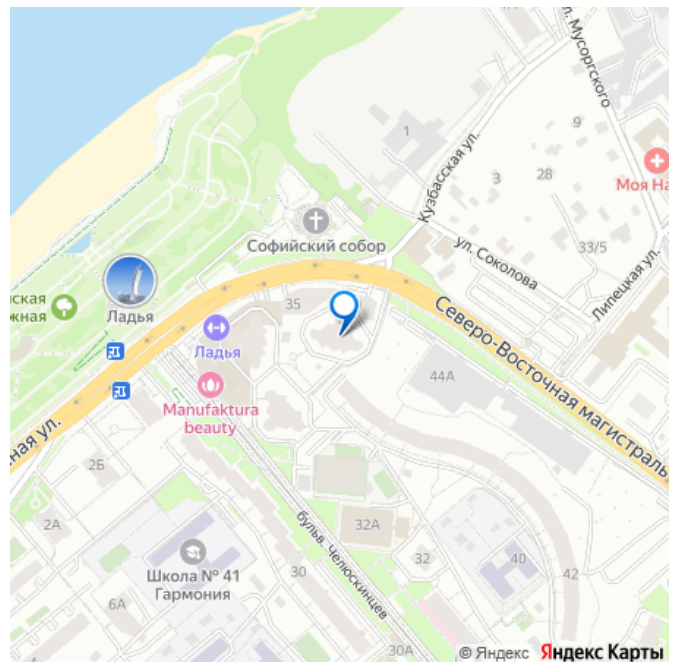 ул. Мусоргского
9
1
Кузбасская ул.
3
28
Моя На
Софийский собор
ул. Соколова
33/5
Липецкая ул.
ская
жная
Ладья
35
Ладья
Северо-Восточная магистраль
44А
Manufaktura
beauty
ная ул.
2Б
2А
32А
бульв. Челюскинцев
Школа № 41
Гармония
30
32
40
42
6А
30А
© Яндекс Яндекс Карты